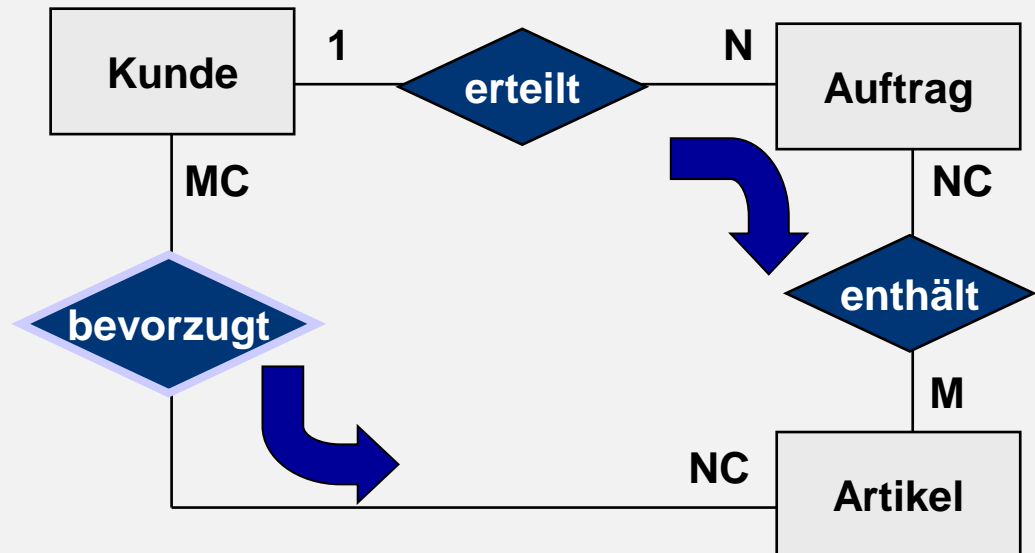 Kunde
1
erteilt
N
Auftrag
MC
NC
bevorzugt
enthält
M
NC
Artikel